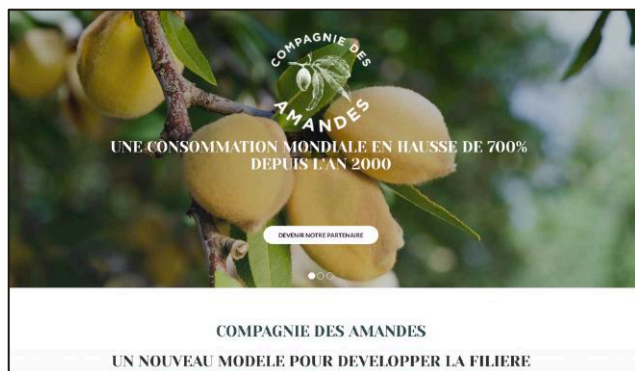 COMPAGNIE DES
AMANDES
UNE CONSOMMATION MONDIALE EN HAUSSE DE 700%
DEPUIS L'AN 2000
DEVENIR NOTRE PARTENAIRE
COMPAGNIE DES AMANDES
UN NOUVEAU MODELE POUR DEVELOPPER LA FILIERE